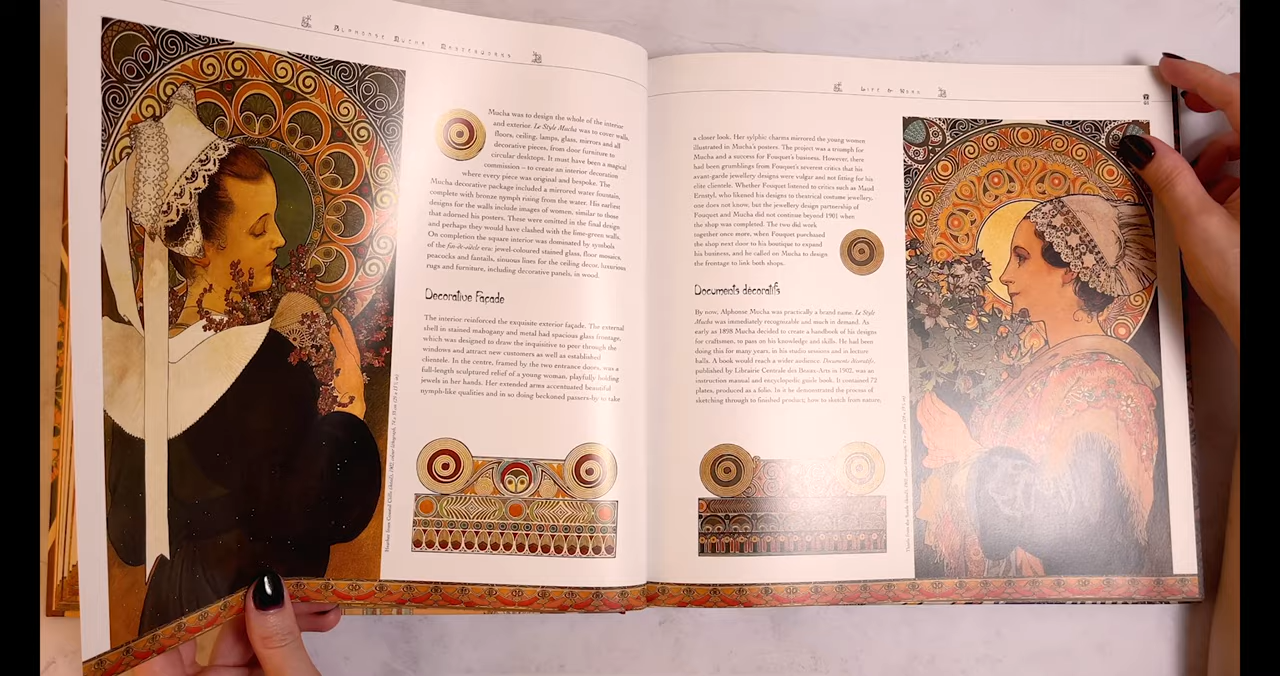 Alphonse Mucha Masterworks
Mucha was to design the whole of the interior
and exterior. Le Style Mucha was to cover walls,
floors, ceiling, lamps, glass, mirrors and all
decorative pieces, from door furniture to
circular desktops. It must have been a magical
commission – to create an interior decoration
where every piece was original and bespoke. The
Mucha decorative package included a mirrored water fountain,
complete with bronze nymph rising from the water. His earliest
designs for the walls include images of women, similar to those
that adorned his posters. These were omitted in the final design
and perhaps they would have clashed with the lime-green walls.
On completion the square interior was dominated by symbols
of the fin-de-siècle era: jewel-coloured stained glass, floor mosaics,
peacocks and fantails, sinuous lines for the ceiling decor, luxurious
rugs and furniture, including decorative panels, in wood.
Decorative Façade
The interior reinforced the exquisite exterior façade. The external
shell in stained mahogany and metal had spacious glass frontage,
which was designed to draw the inquisitive to peer through the
windows and attract new customers as well as established
clientele. In the centre, framed by the two entrance doors, was a
full-length sculptured relief of a young woman, playfully holding
jewels in her hands. Her extended arms accentuated beautiful
nymph-like qualities and in so doing beckoned passers-by to take
Life & Work
a closer look. Her sylphic charms mirrored the young women
illustrated in Mucha's posters. The project was a triumph for
Mucha and a success for Fouquet's business. However, there
had been grumblings from Fouquet's severest critics that his
avant-garde jewellery designs were vulgar and not fitting for his
elite clientele. Whether Fouquet listened to critics such as Maud
Ernstyl, who likened his designs to theatrical costume jewellery,
one does not know, but the jewellery design partnership of
Fouquet and Mucha did not continue beyond 1901 when
the shop was completed. The two did work
together once more, when Fouquet purchased
the shop next door to his boutique to expand
his business, and he called on Mucha to design
the frontage to link both shops.
Documents décoratifs
By now, Alphonse Mucha was practically a brand name. Le Style
Mucha was immediately recognizable and much in demand. As
early as 1898 Mucha decided to create a handbook of his designs
for craftsmen, to pass on his knowledge and skills. He had been
doing this for many years, in his studio sessions and in lecture
halls. A book would reach a wider audience. Documents décoratifs,
published by Librairie Centrale des Beaux-Arts in 1902, was an
instruction manual and encyclopedic guide book. It contained 72
plates, produced as a folio. In it he demonstrated the process of
sketching through to finished product; how to sketch from nature,